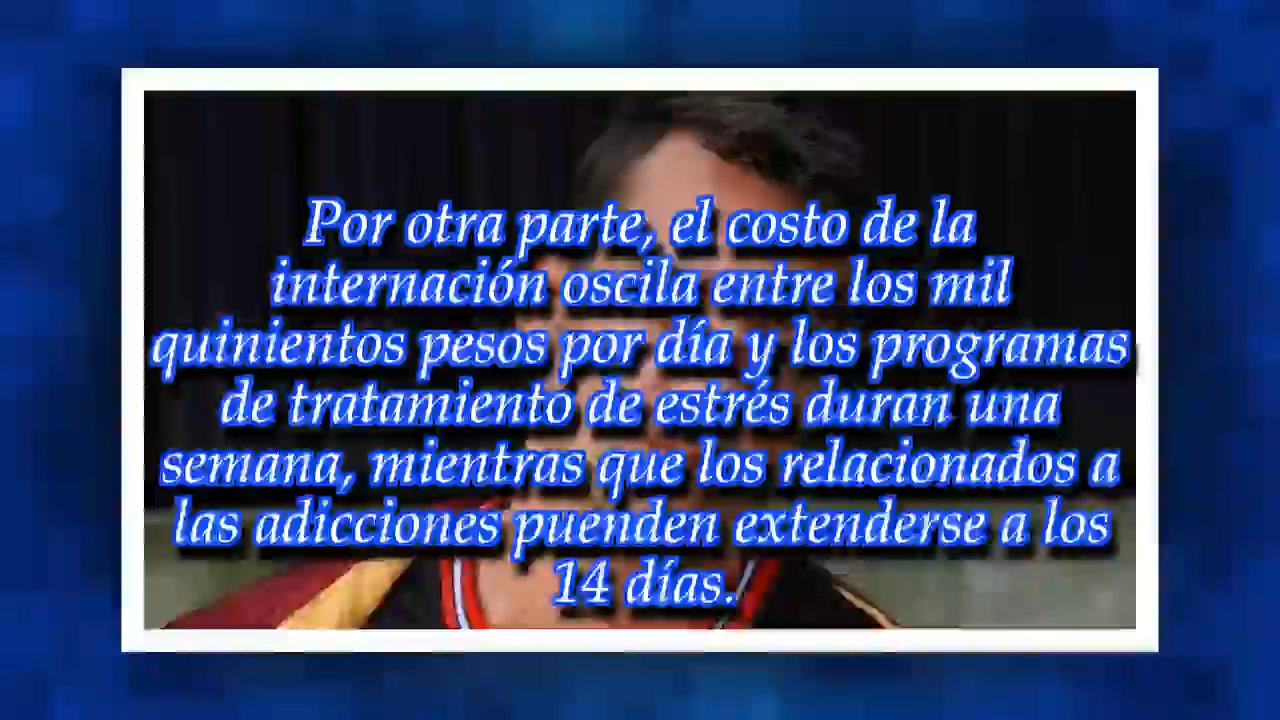 Por otra parte, el costo de la
internación oscila entre los mil
quinientos pesos por día y los programas
de tratamiento de estrés duran una
semana, mientras que los relacionados a
las adicciones puenden extenderse a los
14 días.